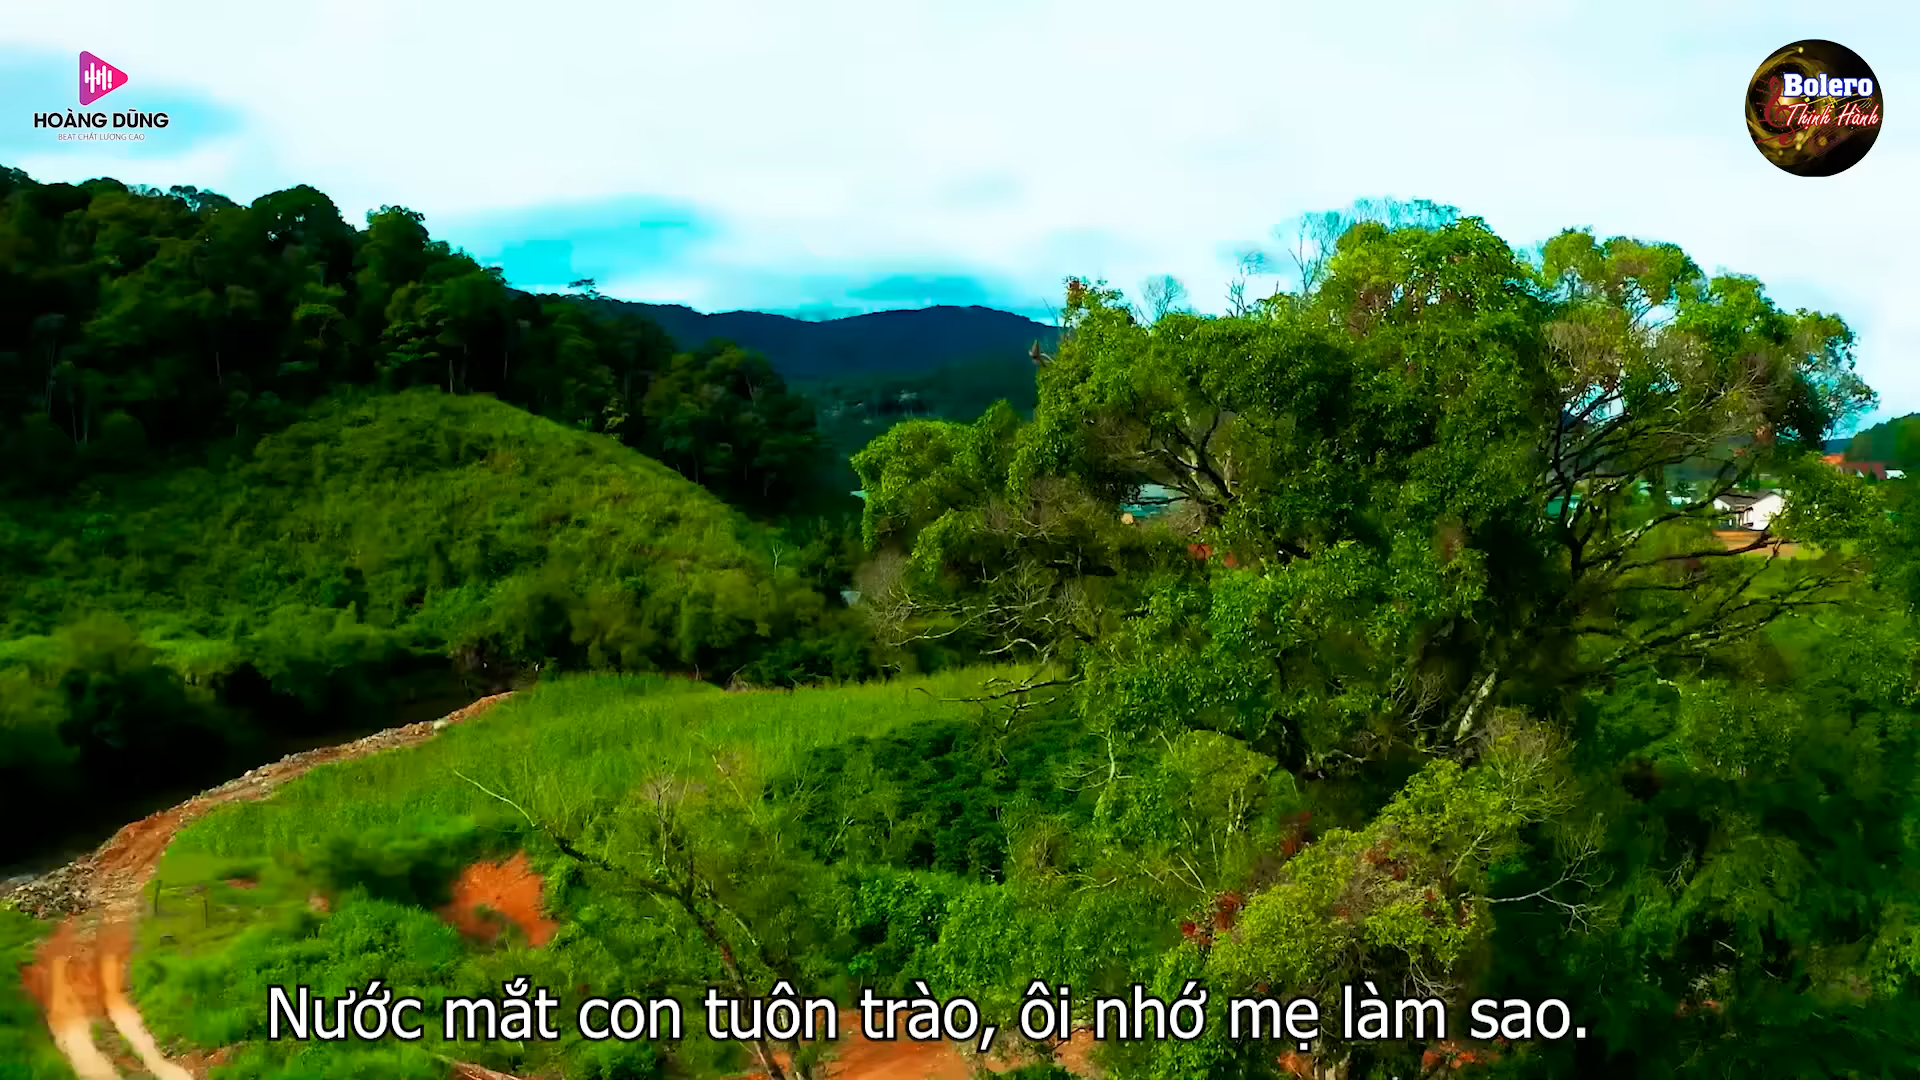 HOÀNG DŨNG
BEAT CHẤT LƯỢNG CAO
Bolero
Thịnh Hành
Nước mắt con tuôn trào, ôi nhớ mẹ làm sao.